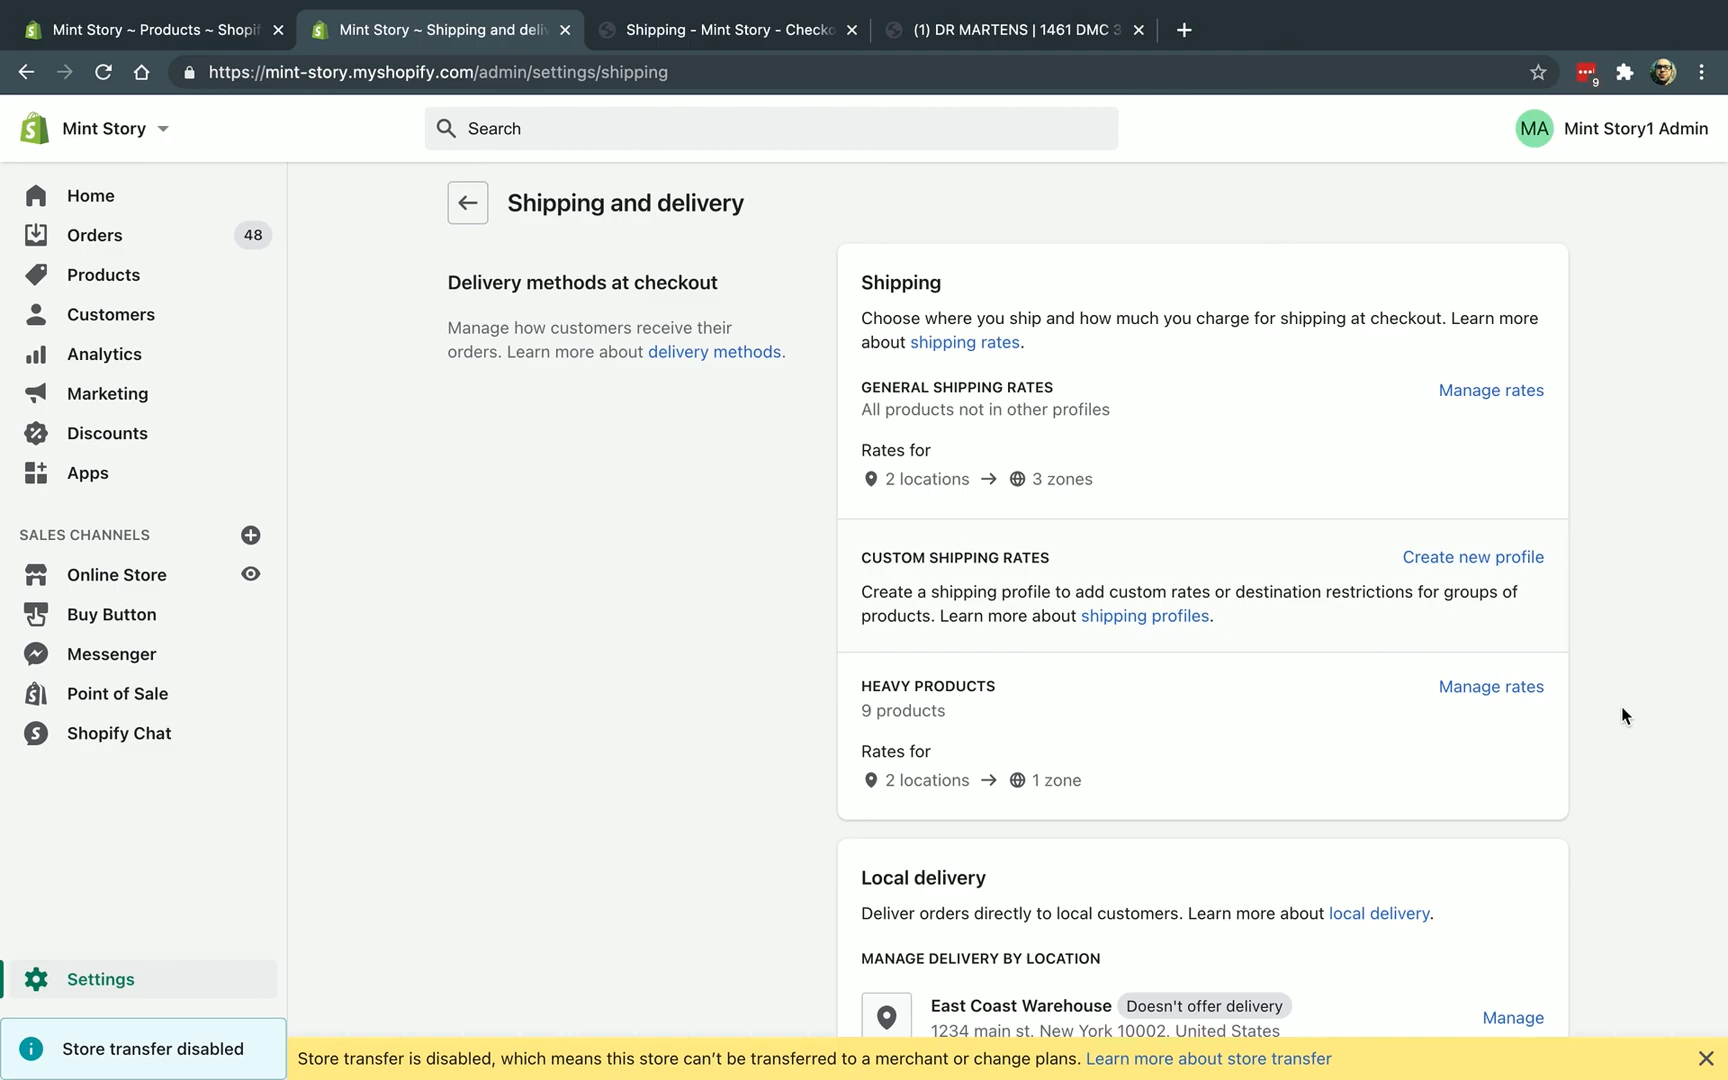 Mint Story ~ Products ~ Shopif
Mint Story ~ Shipping and deliv
Shipping - Mint Story - Checko
(1) DR MARTENS | 1461 DMC 3
https://mint-story.myshopify.com/admin/settings/shipping
9
Mint Story
Search
MA
Mint Story1 Admin
Home
Orders
48
Products
Customers
Analytics
Marketing
Discounts
Apps
SALES CHANNELS
Online Store
Buy Button
Messenger
Point of Sale
Shopify Chat
Settings
Store transfer disabled
Shipping and delivery
Delivery methods at checkout
Manage how customers receive their
orders. Learn more about delivery methods.
Shipping
Choose where you ship and how much you charge for shipping at checkout. Learn more
about shipping rates.
GENERAL SHIPPING RATES
Manage rates
All products not in other profiles
Rates for
2 locations → 3 zones
CUSTOM SHIPPING RATES
Create new profile
Create a shipping profile to add custom rates or destination restrictions for groups of
products. Learn more about shipping profiles.
HEAVY PRODUCTS
Manage rates
9 products
Rates for
2 locations → 1 zone
Local delivery
Deliver orders directly to local customers. Learn more about local delivery.
MANAGE DELIVERY BY LOCATION
East Coast Warehouse Doesn't offer delivery
1234 main st, New York 10002, United States
Manage
Store transfer is disabled, which means this store can't be transferred to a merchant or change plans. Learn more about store transfer